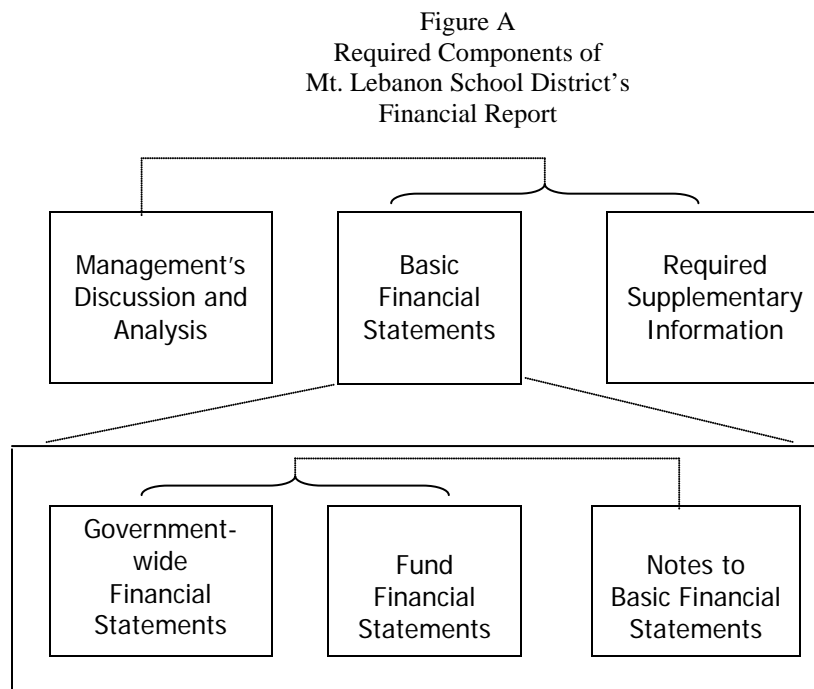 Figure A
Required Components of
Mt. Lebanon School District's
Financial Report
Management's
Discussion and
Analysis
Basic
Financial
Statements
Required
Supplementary
Information
Government-
wide
Financial
Statements
Fund
Financial
Statements
Notes to
Basic Financial
Statements